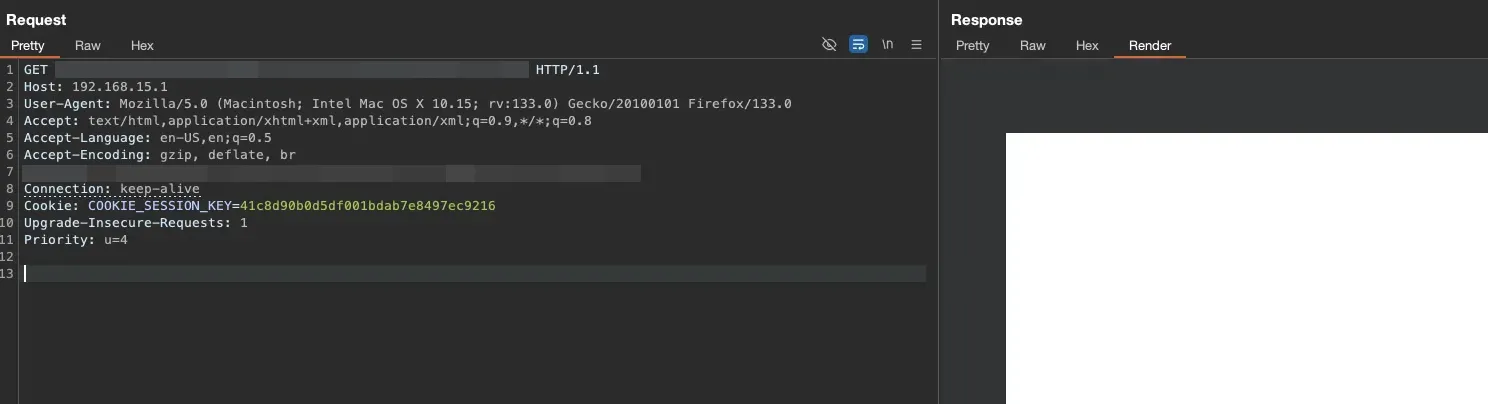 Request
Pretty Raw Hex \n
1 GET HTTP/1.1
2 Host: 192.168.15.1
3 User-Agent: Mozilla/5.0 (Macintosh; Intel Mac OS X 10.15; rv:133.0) Gecko/20100101 Firefox/133.0
4 Accept: text/html,application/xhtml+xml,application/xml;q=0.9,*/*;q=0.8
5 Accept-Language: en-US,en;q=0.5
6 Accept-Encoding: gzip, deflate, br
7
8 Connection: keep-alive
9 Cookie: COOKIE_SESSION_KEY=41c8d90b0d5df001bdab7e8497ec9216
10 Upgrade-Insecure-Requests: 1
11 Priority: u=4
12
13
Response
Pretty Raw Hex Render